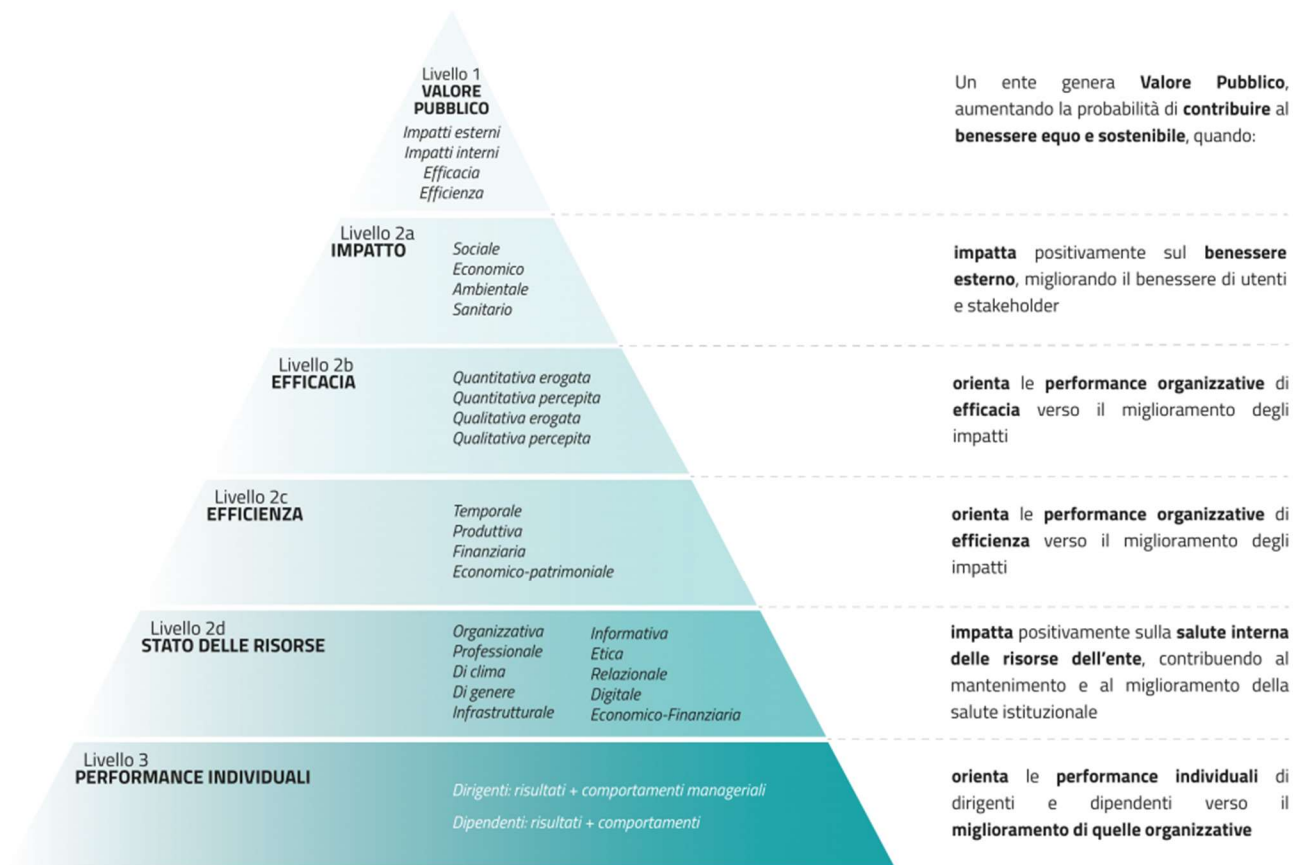 Livello 1
VALORE
PUBBLICO
Impatti esterni
Impatti interni
Efficacia
Efficienza
Un ente genera Valore Pubblico,
aumentando la probabilità di contribuire al
benessere equo e sostenibile, quando:
Livello 2a
IMPATTO
Sociale
Economico
Ambientale
Sanitario
impatta positivamente sul benessere
esterno, migliorando il benessere di utenti
e stakeholder
Livello 2b
EFFICACIA
Quantitativa erogata
Quantitativa percepita
Qualitativa erogata
Qualitativa percepita
orienta le performance organizzative di
efficacia verso il miglioramento degli
impatti
Livello 2c
EFFICIENZA
Temporale
Produttiva
Finanziaria
Economico-patrimoniale
orienta le performance organizzative di
efficienza verso il miglioramento degli
impatti
Livello 2d
STATO DELLE RISORSE
Organizzativa
Professionale
Di clima
Di genere
Infrastrutturale
Informativa
Etica
Relazionale
Digitale
Economico-Finanziaria
impatta positivamente sulla salute interna
delle risorse dell'ente, contribuendo al
mantenimento e al miglioramento della
salute istituzionale
Livello 3
PERFORMANCE INDIVIDUALI
Dirigenti: risultati + comportamenti manageriali
Dipendenti: risultati + comportamenti
orienta le performance individuali di
dirigenti e dipendenti verso il
miglioramento di quelle organizzative